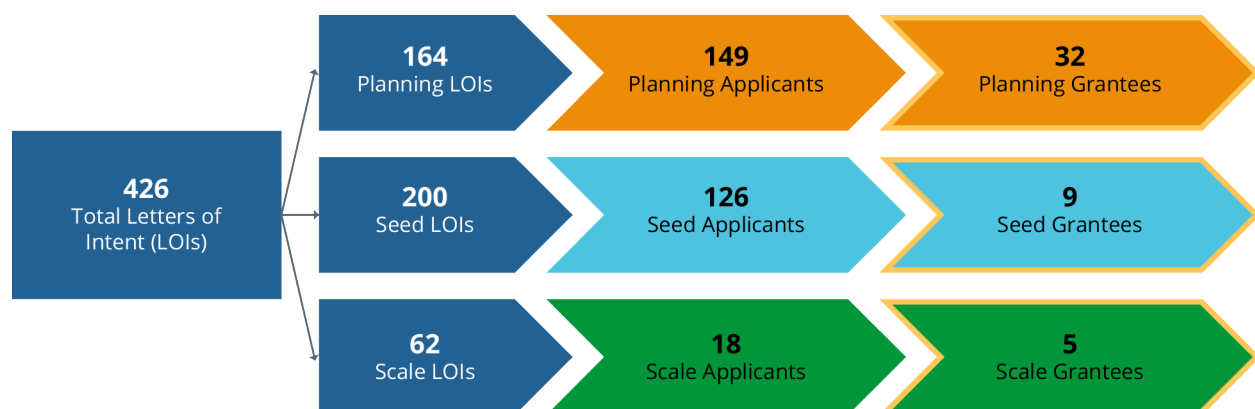 164
Planning LOIs
149
Planning Applicants
32
Planning Grantees
426
Total Letters of
Intent (LOIs)
200
Seed LOIs
126
Seed Applicants
9
Seed Grantees
62
Scale LOIs
18
Scale Applicants
5
Scale Grantees